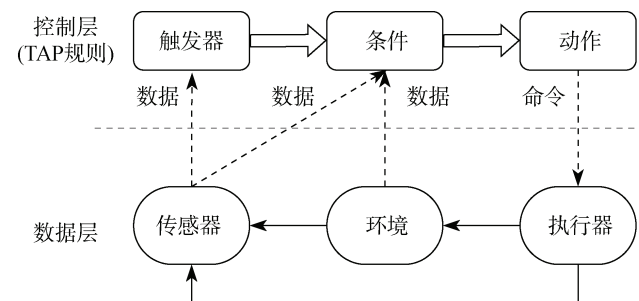 控制层
(TAP规则)
触发器
条件
动作
数据
数据
数据
命令
数据层
传感器
环境
执行器